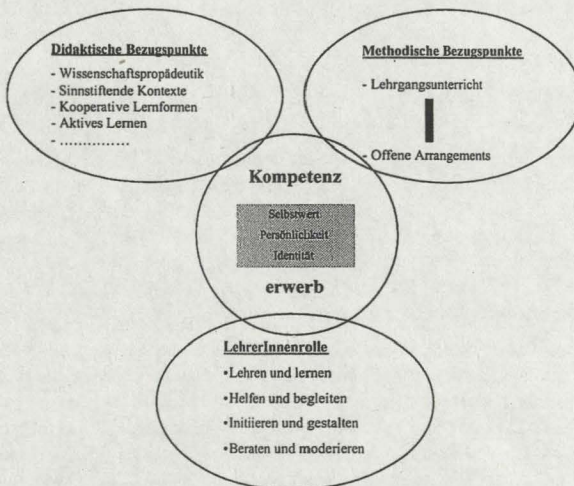 Didaktische Bezugspunkte
- Wissenschaftspropädeutik
- Sinnstiftende Kontexte
- Kooperative Lernformen
- Aktives Lernen
- ...............
Methodische Bezugspunkte
- Lehrgangsunterricht
- Offene Arrangements
Kompetenz
Selbstwert
Persönlichkeit
Identität
erwerb
LehrerInnenrolle
•Lehren und lernen
•Helfen und begleiten
•Initiieren und gestalten
•Beraten und moderieren